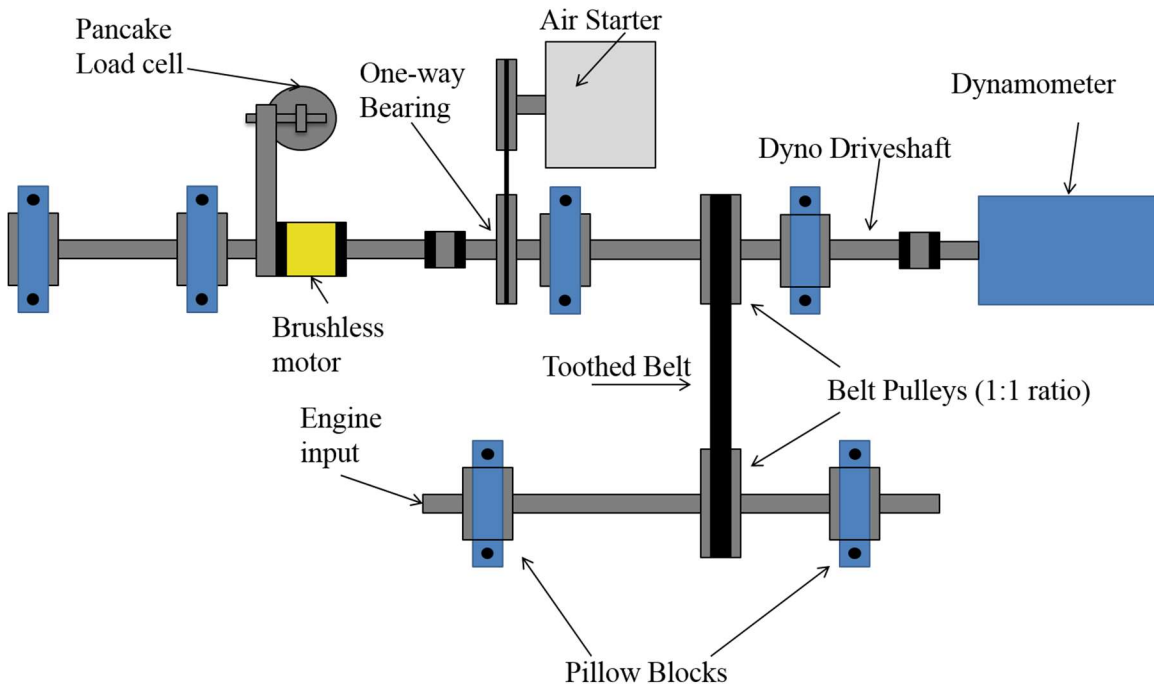 Pancake
Load cell
One-way
Bearing
Air Starter
Dynamometer
Dyno Driveshaft
Brushless
motor
Toothed Belt
Belt Pulleys (1:1 ratio)
Engine
input
Pillow Blocks